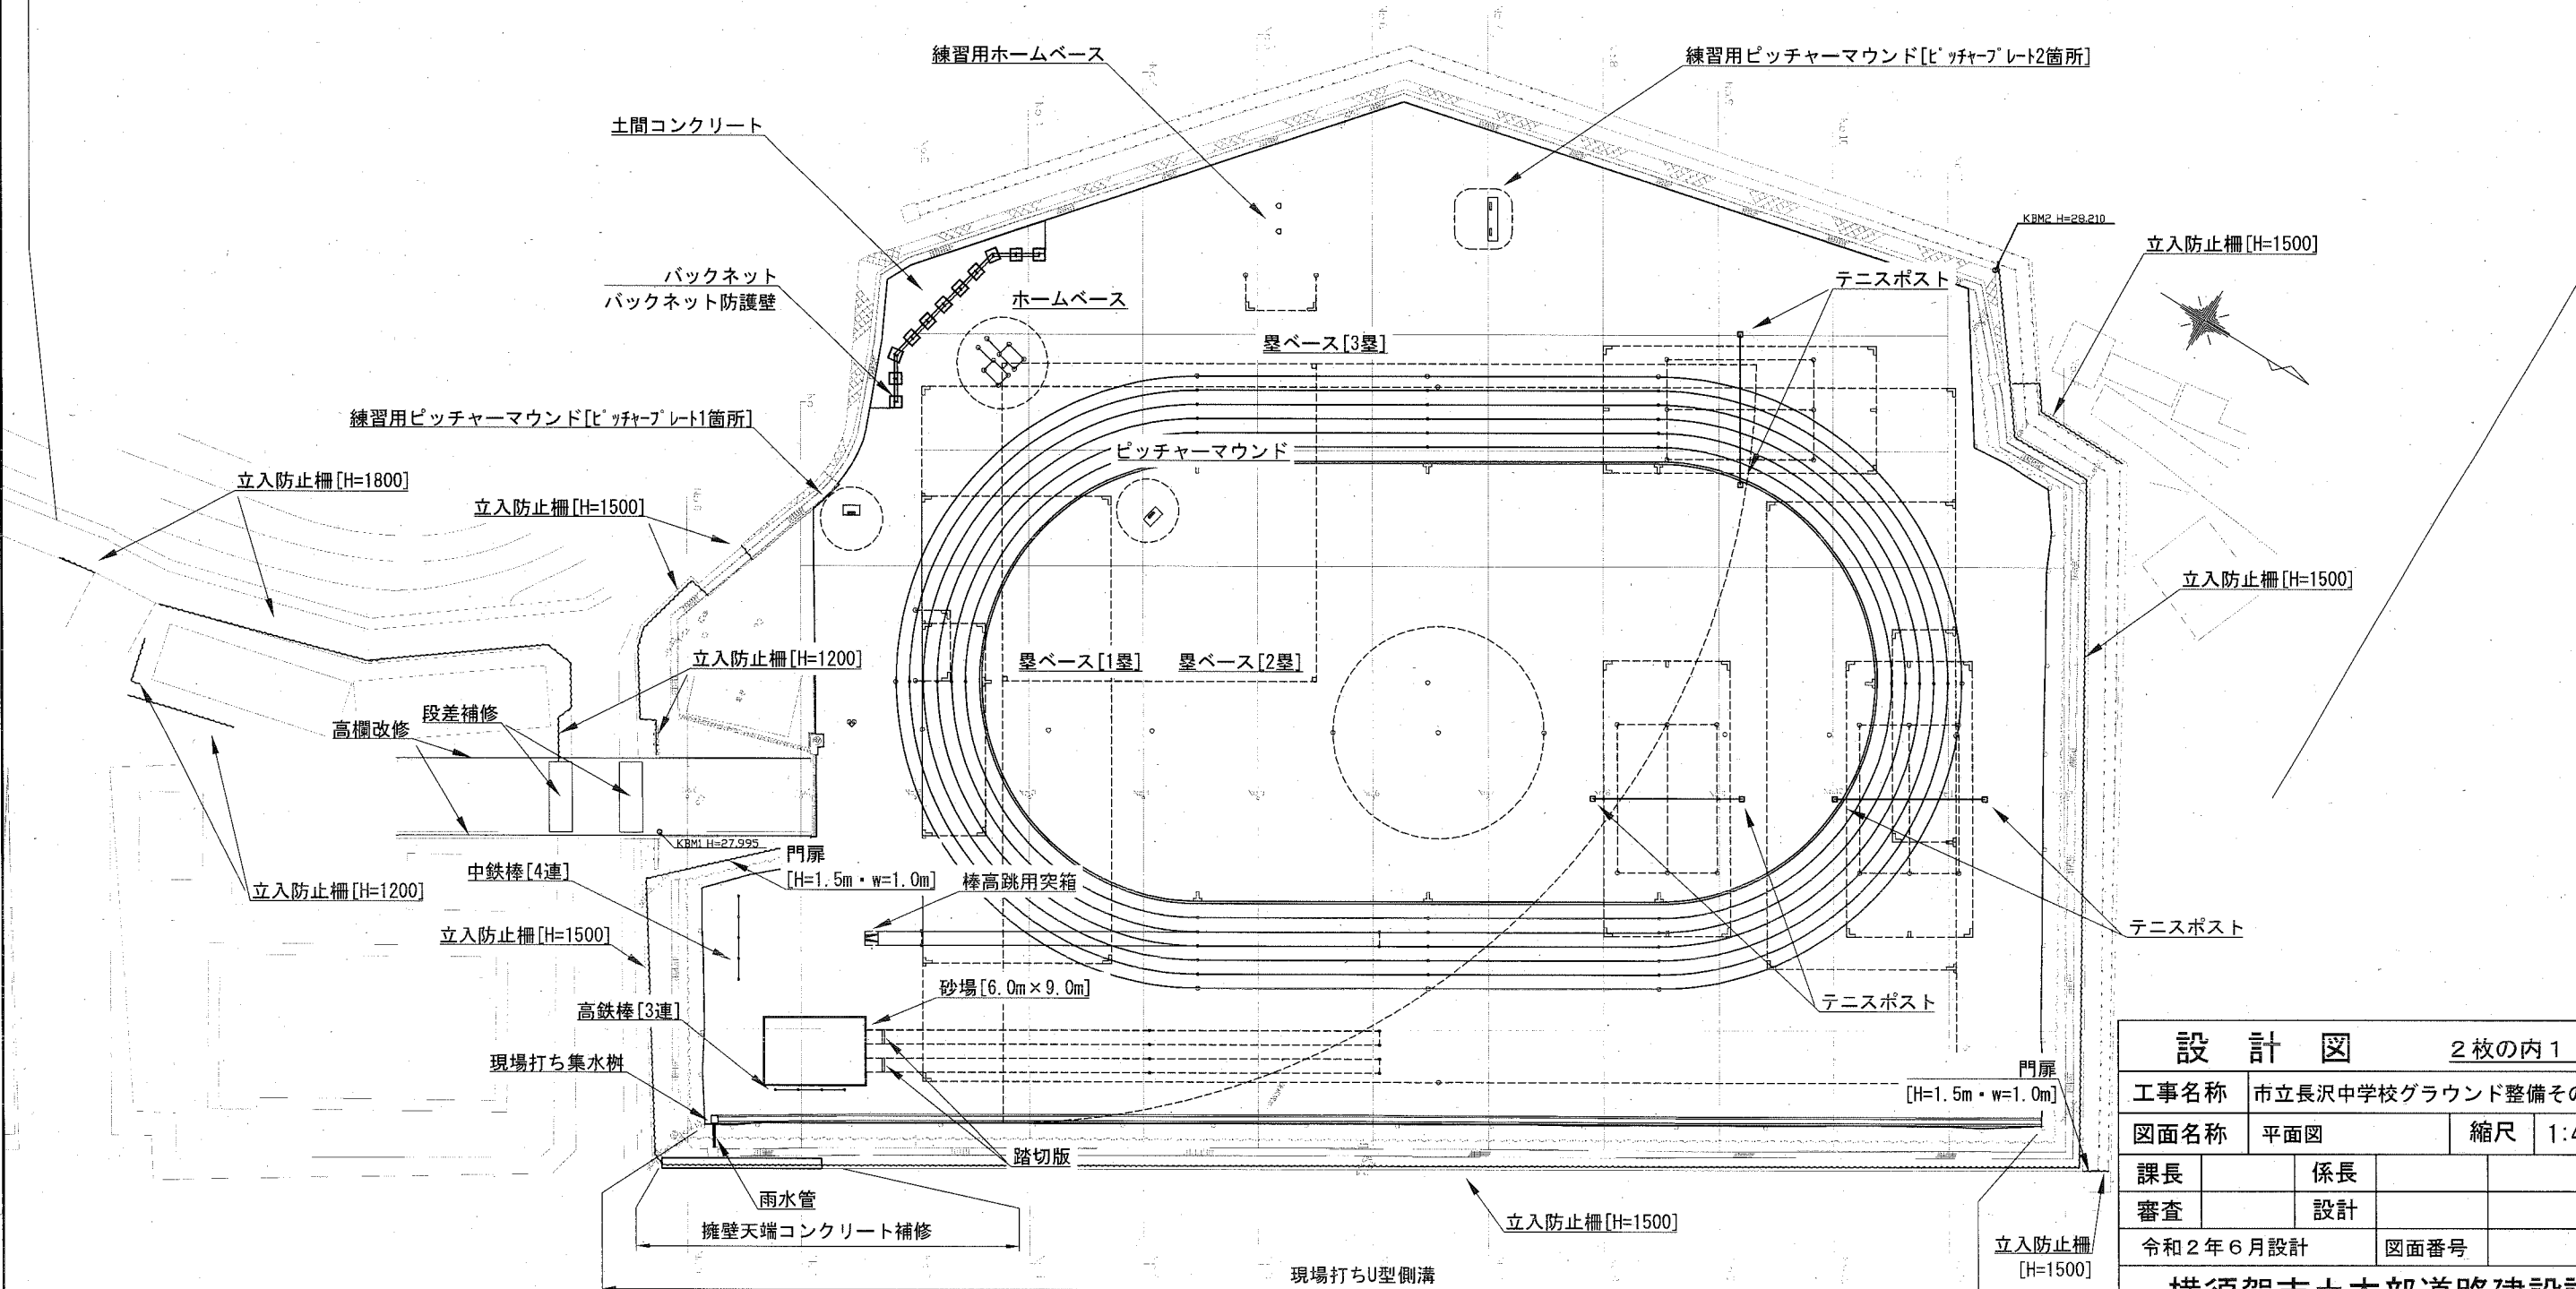 練習用ホームベース
練習用ピッチャーマウンド[ピッチャープレート2箇所]
土間コンクリート
KBM2 H=28.210
立入防止柵[H=1500]
バックネット
バックネット防護壁
ホームベース
テニスポスト
塁ベース[3塁]
練習用ピッチャーマウンド[ピッチャープレート1箇所]
ピッチャーマウンド
立入防止柵[H=1800]
立入防止柵[H=1500]
立入防止柵[H=1500]
立入防止柵[H=1200]
塁ベース[1塁]
塁ベース[2塁]
段差補修
高欄改修
KBM1 H=27.995
門扉
[H=1.5m・w=1.0m]
中鉄棒[4連]
棒高跳用突箱
立入防止柵[H=1200]
立入防止柵[H=1500]
テニスポスト
砂場[6.0m×9.0m]
テニスポスト
高鉄棒[3連]
現場打ち集水桝
門扉
[H=1.5m・w=1.0m]
踏切版
雨水管
擁壁天端コンクリート補修
立入防止柵[H=1500]
立入防止柵
[H=1500]
現場打ちU型側溝
設計図 2枚の内1
工事名称 市立長沢中学校グラウンド整備その
図面名称 平面図 縮尺 1:4
課長 係長
審査 設計
令和2年6月設計 図面番号
横須賀市土木部道路建設